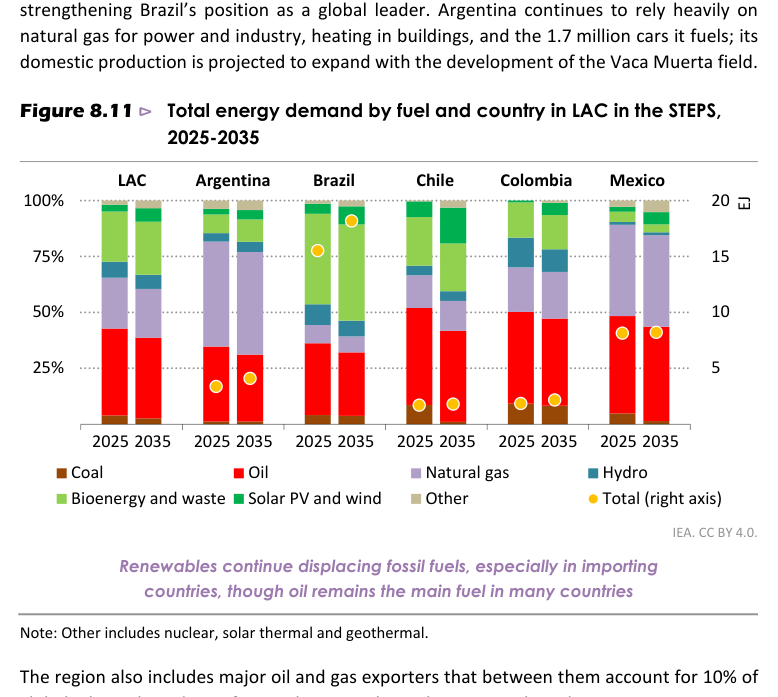 strengthening Brazil's position as a global leader. Argentina continues to rely heavily on
natural gas for power and industry, heating in buildings, and the 1.7 million cars it fuels; its
domestic production is projected to expand with the development of the Vaca Muerta field.
Figure 8.11 ▻ Total energy demand by fuel and country in LAC in the STEPS,
2025-2035
LAC Argentina Brazil Chile Colombia Mexico
100% 20 EJ
75% 15
50% 10
25% 5
2025 2035 2025 2035 2025 2035 2025 2035 2025 2035 2025 2035
Coal Oil Natural gas Hydro
Bioenergy and waste Solar PV and wind Other Total (right axis)
IEA. CC BY 4.0.
Renewables continue displacing fossil fuels, especially in importing
countries, though oil remains the main fuel in many countries
Note: Other includes nuclear, solar thermal and geothermal.
The region also includes major oil and gas exporters that between them account for 10% of